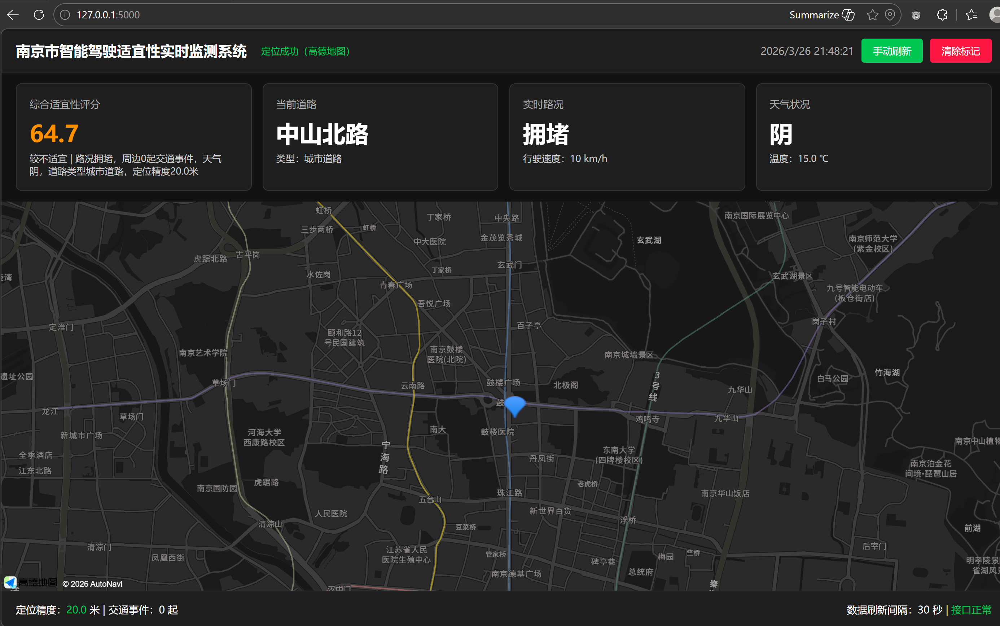 127.0.0.1:5000
Summarize
南京市智能驾驶适宜性实时监测系统
定位成功（高德地图）
2026/3/26 21:48:21
手动刷新
清除标记
综合适宜性评分
64.7
较不适宜 | 路况拥堵，周边0起交通事件，天气
阴，道路类型城市道路，定位精度20.0米
当前道路
中山北路
类型：城市道路
实时路况
拥堵
行驶速度：10 km/h
天气状况
阴
温度：15.0 ℃
虹桥
丁家桥
中央路
南京国际展览中心
三步两桥
虹桥
中大医院
金茂览秀城
玄武湖
南京师范大学
(紫金校区)
虎踞北路
古平岗
水佐岗
丁家桥
玄武门
玄武湖景区
湾
青春广场
九号智能电动车
(板仓街店)
吾悦广场
定淮门
百子亭
岗子村
颐和路12
号民国建筑
南京艺术学院
南京鼓楼
医院(北院)
南京城墙景区
遗址公园
草场门
云南路
鼓楼广场
北极阁
3
号
线
九华山
白马公园
竹海湖
鼓
龙江
草场门
鸡鸣寺
九华山
新城市广场
河海大学
西康路校区
南大
鼓楼医院
南京中山植物
宁
海
路
全季酒店
江东北路
丹凤街
东南大学
(四牌楼校区)
南京泊金花
间境•琵琶山居
南京国防园
虎踞路
老虎桥
五台山
珠江路
南京华山饭店
新世界百货
人民医院
清凉山
豆菜桥
浮桥
前湖
清凉门
凤凰西街
江苏省人民
医院生殖中心
管家桥
碑亭巷
梅园
竺桥
后宰门
南京德基广场
总统府
明孝陵景
雀湖风
秦
汉中门
高德地图
© 2026 AutoNavi
定位精度：20.0 米 | 交通事件：0 起
数据刷新间隔：30 秒 | 接口正常